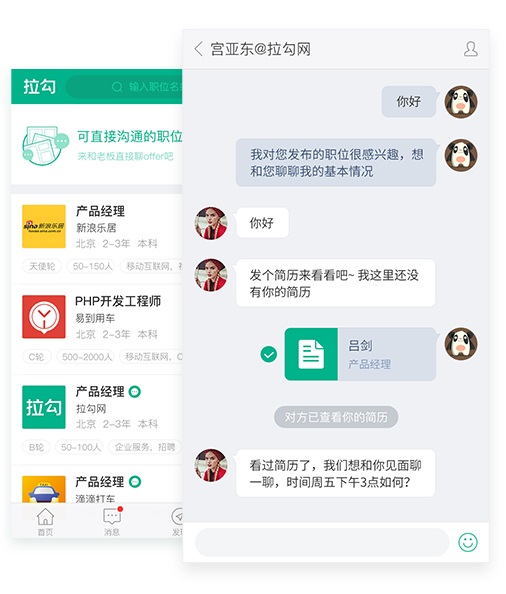 拉勾
输入职位名称
可直接沟通的职位
来和老板直接聊offer吧
sina 新浪乐居
产品经理
新浪乐居
北京 2-3年 本科
天使轮 50-150人 移动互联网,
PHP开发工程师
易到用车
北京 2-3年 本科
C轮 500-2000人 移动互联网, O
拉勾
产品经理
拉勾网
北京 2-3年 本科
B轮 50-100人 企业服务, 招聘
产品经理
滴滴打车
首页
消息
发
宫亚东@拉勾网
你好
我对您发布的职位很感兴趣，想
和您聊聊我的基本情况
你好
发个简历来看看吧~ 我这里还没
有你的简历
吕剑
产品经理
对方已查看你的简历
看过简历了，我们想和你见面聊
一聊，时间周五下午3点如何？